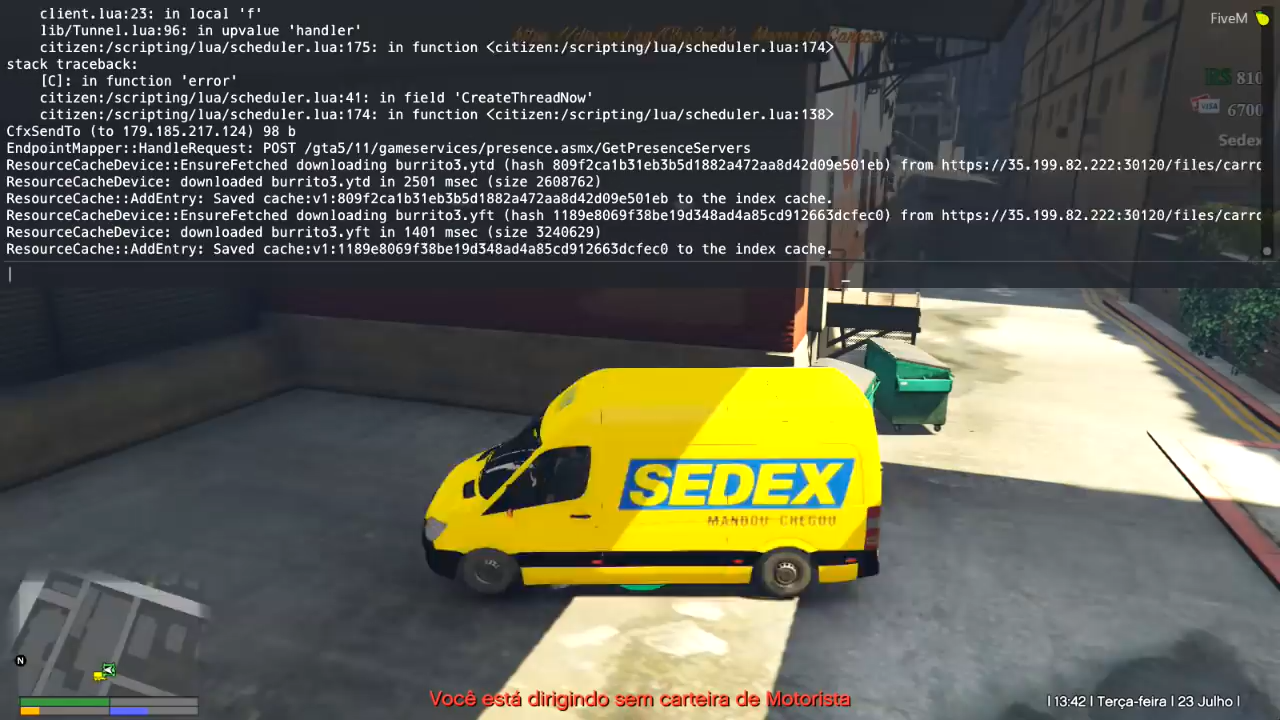 client.lua:23: in local 'f'
lib/Tunnel.lua:96: in upvalue 'handler'
citizen:/scripting/lua/scheduler.lua:175: in function <citizen:/scripting/lua/scheduler.lua:174>
stack traceback:
[C]: in function 'error'
citizen:/scripting/lua/scheduler.lua:41: in field 'CreateThreadNow'
citizen:/scripting/lua/scheduler.lua:174: in function <citizen:/scripting/lua/scheduler.lua:138>
CfxSendTo (to 179.185.217.124) 98 b
EndpointMapper::HandleRequest: POST /gta5/11/gameservices/presence.asmx/GetPresenceServers
ResourceCacheDevice::EnsureFetched downloading burrito3.ytd (hash 809f2ca1b31eb3b5d1882a472aa8d42d09e501eb) from https://35.199.82.222:30120/files/carro
ResourceCacheDevice: downloaded burrito3.ytd in 2501 msec (size 2608762)
ResourceCache::AddEntry: Saved cache:v1:809f2ca1b31eb3b5d1882a472aa8d42d09e501eb to the index cache.
ResourceCacheDevice::EnsureFetched downloading burrito3.yft (hash 1189e8069f38be19d348ad4a85cd912663dcfec0) from https://35.199.82.222:30120/files/carro
ResourceCacheDevice: downloaded burrito3.yft in 1401 msec (size 3240629)
ResourceCache::AddEntry: Saved cache:v1:1189e8069f38be19d348ad4a85cd912663dcfec0 to the index cache.
FiveM
R$ 810
VISA 6700
Sedex
SEDEX
MANDOU CHEGOU
N
Você está dirigindo sem carteira de Motorista
| 13:42 | Terça-feira | 23 Julho |